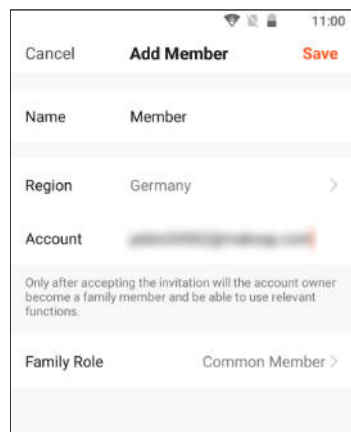 11:00
Cancel Add Member Save
Name Member
Region Germany
Account
Only after accepting the invitation will the account owner
become a family member and be able to use relevant
functions.
Family Role Common Member